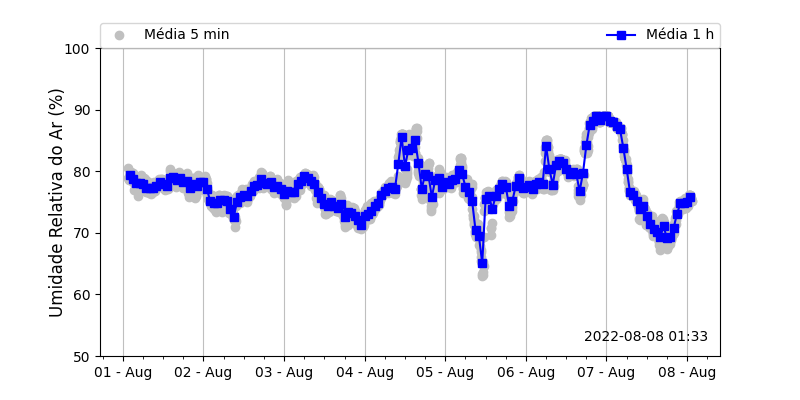 Média 5 min
Média 1 h
Umidade Relativa do Ar (%)
100
90
80
70
60
50
2022-08-08 01:33
01 - Aug
02 - Aug
03 - Aug
04 - Aug
05 - Aug
06 - Aug
07 - Aug
08 - Aug